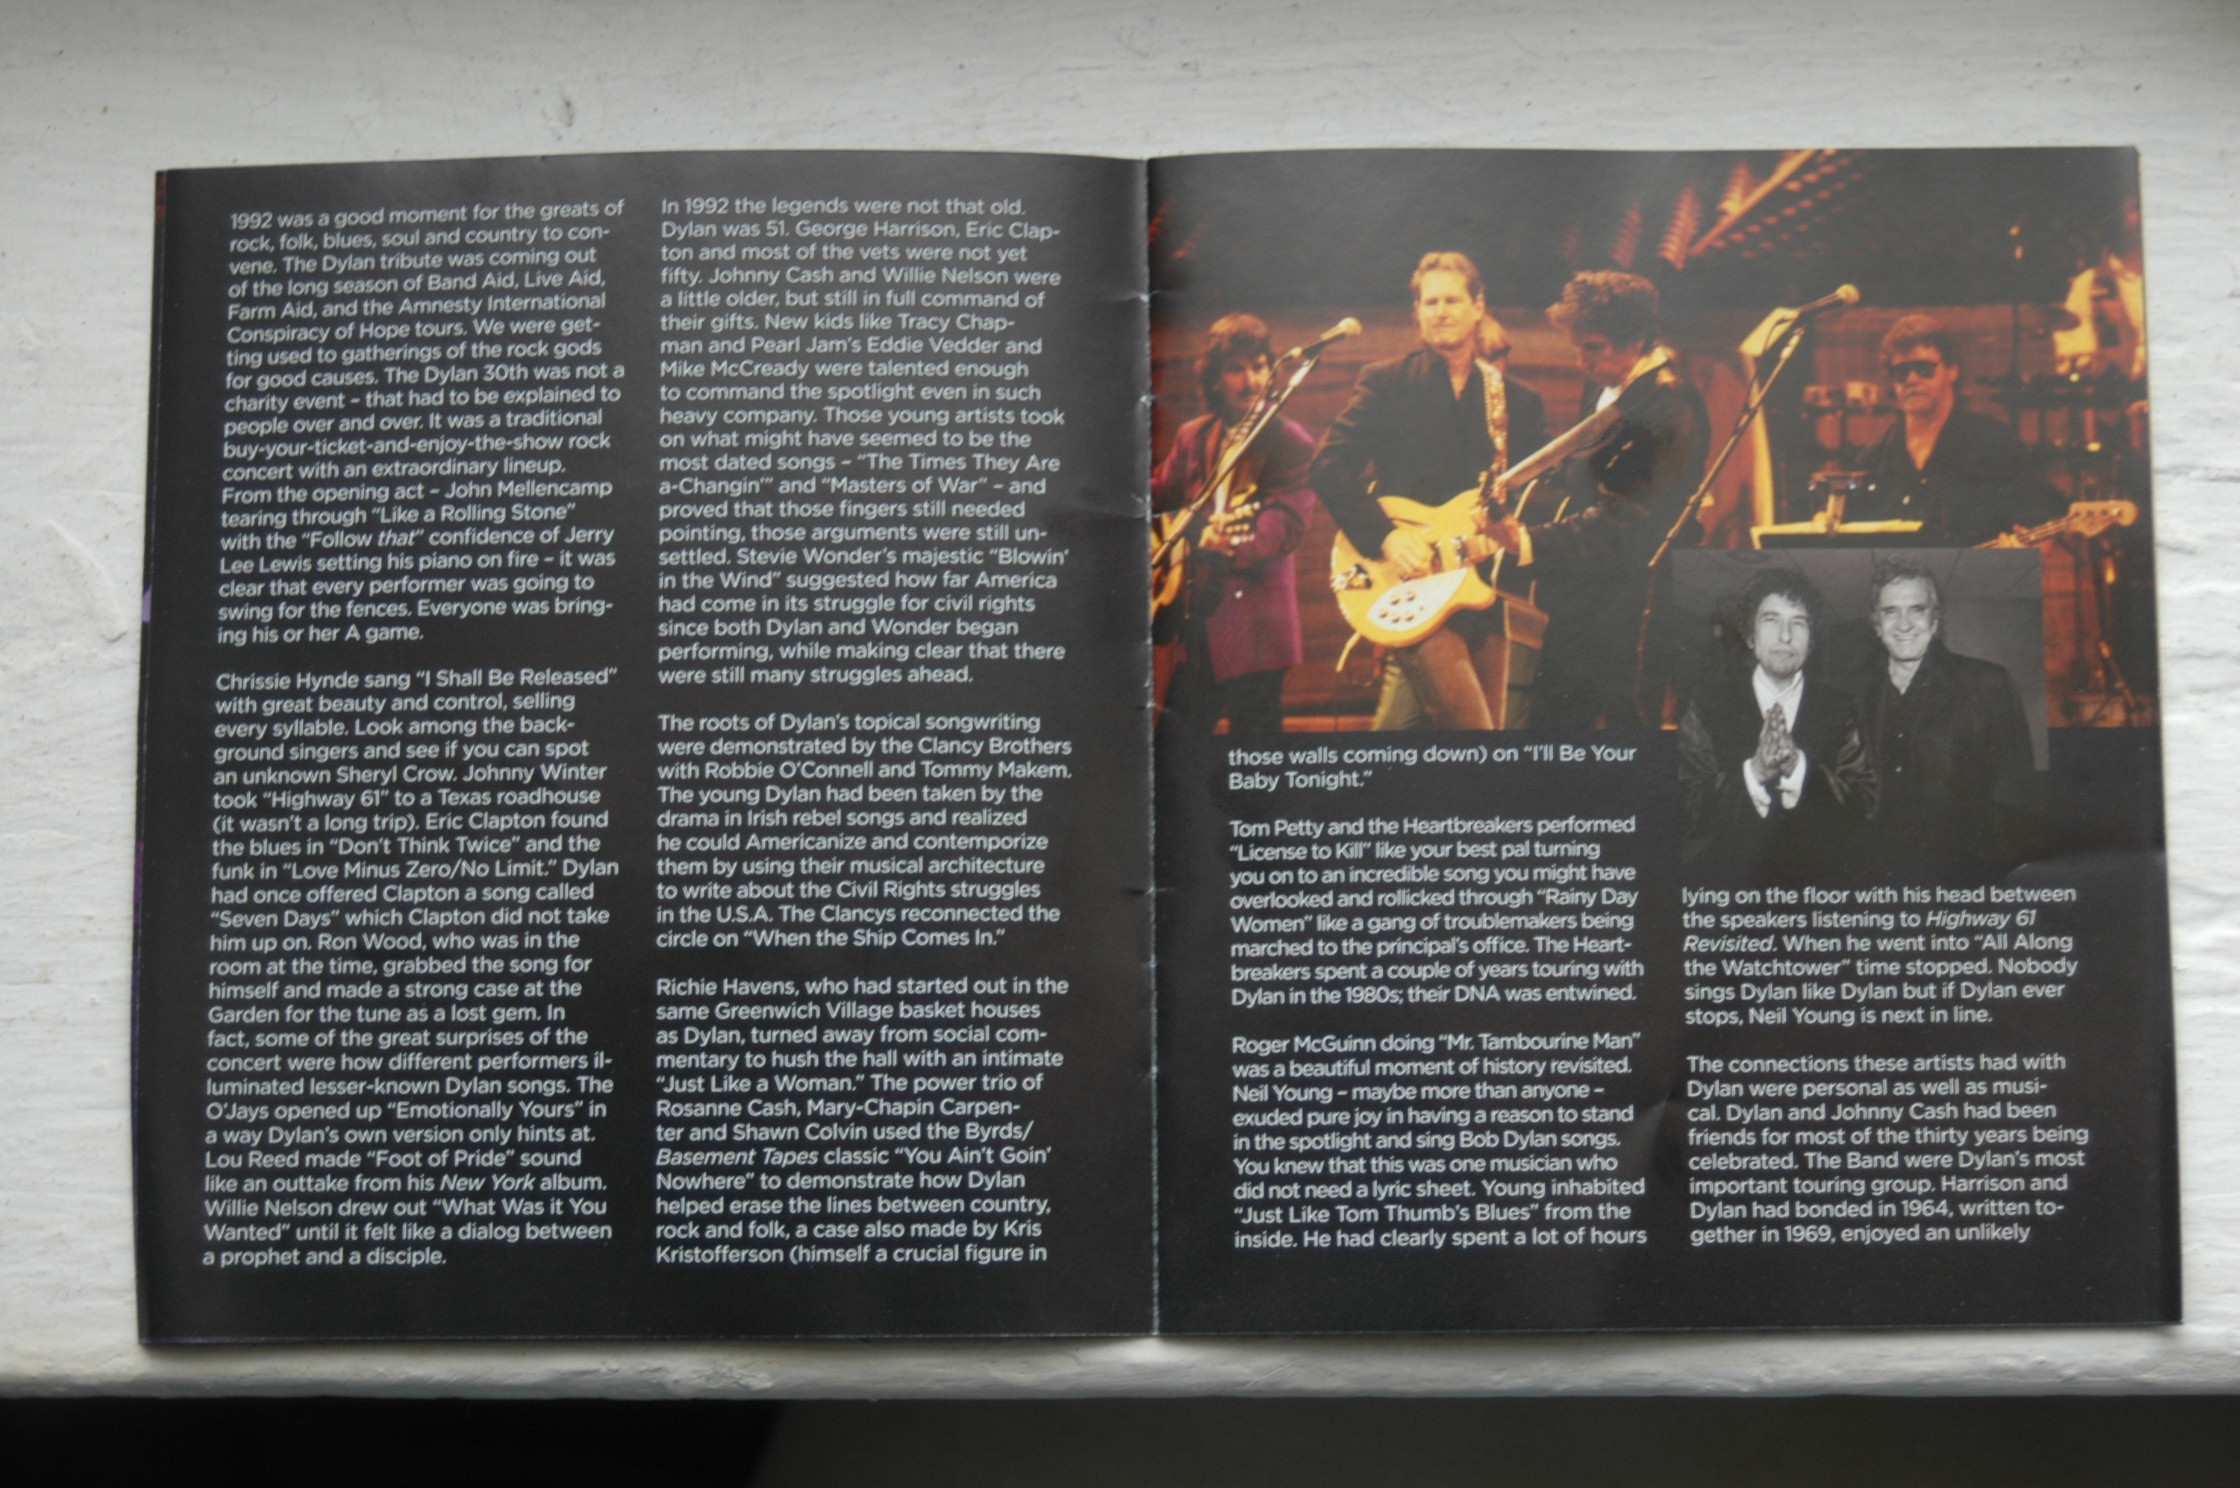 1992 was a good moment for the greats of
rock, folk, blues, soul and country to con-
vene. The Dylan tribute was coming out
of the long season of Band Aid, Live Aid,
Farm Aid, and the Amnesty International
Conspiracy of Hope tours. We were get-
ting used to gatherings of the rock gods
for good causes. The Dylan 30th was not a
charity event – that had to be explained to
people over and over. It was a traditional
buy-your-ticket-and-enjoy-the-show rock
concert with an extraordinary lineup.
From the opening act – John Mellencamp
tearing through “Like a Rolling Stone”
with the “Follow that” confidence of Jerry
Lee Lewis setting his piano on fire – it was
clear that every performer was going to
swing for the fences. Everyone was bring-
ing his or her A game.
Chrissie Hynde sang “I Shall Be Released”
with great beauty and control, selling
every syllable. Look among the back-
ground singers and see if you can spot
an unknown Sheryl Crow. Johnny Winter
took “Highway 61” to a Texas roadhouse
(it wasn’t a long trip). Eric Clapton found
the blues in “Don’t Think Twice” and the
funk in “Love Minus Zero/No Limit.” Dylan
had once offered Clapton a song called
“Seven Days” which Clapton did not take
him up on. Ron Wood, who was in the
room at the time, grabbed the song for
himself and made a strong case at the
Garden for the tune as a lost gem. In
fact, some of the great surprises of the
concert were how different performers il-
luminated lesser-known Dylan songs. The
O’Jays opened up “Emotionally Yours” in
a way Dylan’s own version only hints at.
Lou Reed made “Foot of Pride” sound
like an outtake from his New York album.
Willie Nelson drew out “What Was it You
Wanted” until it felt like a dialog between
a prophet and a disciple.
In 1992 the legends were not that old.
Dylan was 51. George Harrison, Eric Clap-
ton and most of the vets were not yet
fifty. Johnny Cash and Willie Nelson were
a little older, but still in full command of
their gifts. New kids like Tracy Chap-
man and Pearl Jam’s Eddie Vedder and
Mike McCready were talented enough
to command the spotlight even in such
heavy company. Those young artists took
on what might have seemed to be the
most dated songs – “The Times They Are
a-Changin’” and “Masters of War” – and
proved that those fingers still needed
pointing, those arguments were still un-
settled. Stevie Wonder’s majestic “Blowin’
in the Wind” suggested how far America
had come in its struggle for civil rights
since both Dylan and Wonder began
performing, while making clear that there
were still many struggles ahead.
The roots of Dylan’s topical songwriting
were demonstrated by the Clancy Brothers
with Robbie O’Connell and Tommy Makem.
The young Dylan had been taken by the
drama in Irish rebel songs and realized
he could Americanize and contemporize
them by using their musical architecture
to write about the Civil Rights struggles
in the U.S.A. The Clancys reconnected the
circle on “When the Ship Comes In.”
Richie Havens, who had started out in the
same Greenwich Village basket houses
as Dylan, turned away from social com-
mentary to hush the hall with an intimate
“Just Like a Woman.” The power trio of
Rosanne Cash, Mary-Chapin Carpen-
ter and Shawn Colvin used the Byrds/
Basement Tapes classic “You Ain’t Goin’
Nowhere” to demonstrate how Dylan
helped erase the lines between country,
rock and folk, a case also made by Kris
Kristofferson (himself a crucial figure in
those walls coming down) on “I’ll Be Your
Baby Tonight.”
Tom Petty and the Heartbreakers performed
“License to Kill” like your best pal turning
you on to an incredible song you might have
overlooked and rollicked through “Rainy Day
Women” like a gang of troublemakers being
marched to the principal’s office. The Heart-
breakers spent a couple of years touring with
Dylan in the 1980s; their DNA was entwined.
Roger McGuinn doing “Mr. Tambourine Man”
was a beautiful moment of history revisited.
Neil Young – maybe more than anyone –
exuded pure joy in having a reason to stand
in the spotlight and sing Bob Dylan songs.
You knew that this was one musician who
did not need a lyric sheet. Young inhabited
“Just Like Tom Thumb’s Blues” from the
inside. He had clearly spent a lot of hours
lying on the floor with his head between
the speakers listening to Highway 61
Revisited. When he went into “All Along
the Watchtower” time stopped. Nobody
sings Dylan like Dylan but if Dylan ever
stops, Neil Young is next in line.
The connections these artists had with
Dylan were personal as well as musi-
cal. Dylan and Johnny Cash had been
friends for most of the thirty years being
celebrated. The Band were Dylan’s most
important touring group. Harrison and
Dylan had bonded in 1964, written to-
gether in 1969, enjoyed an unlikely